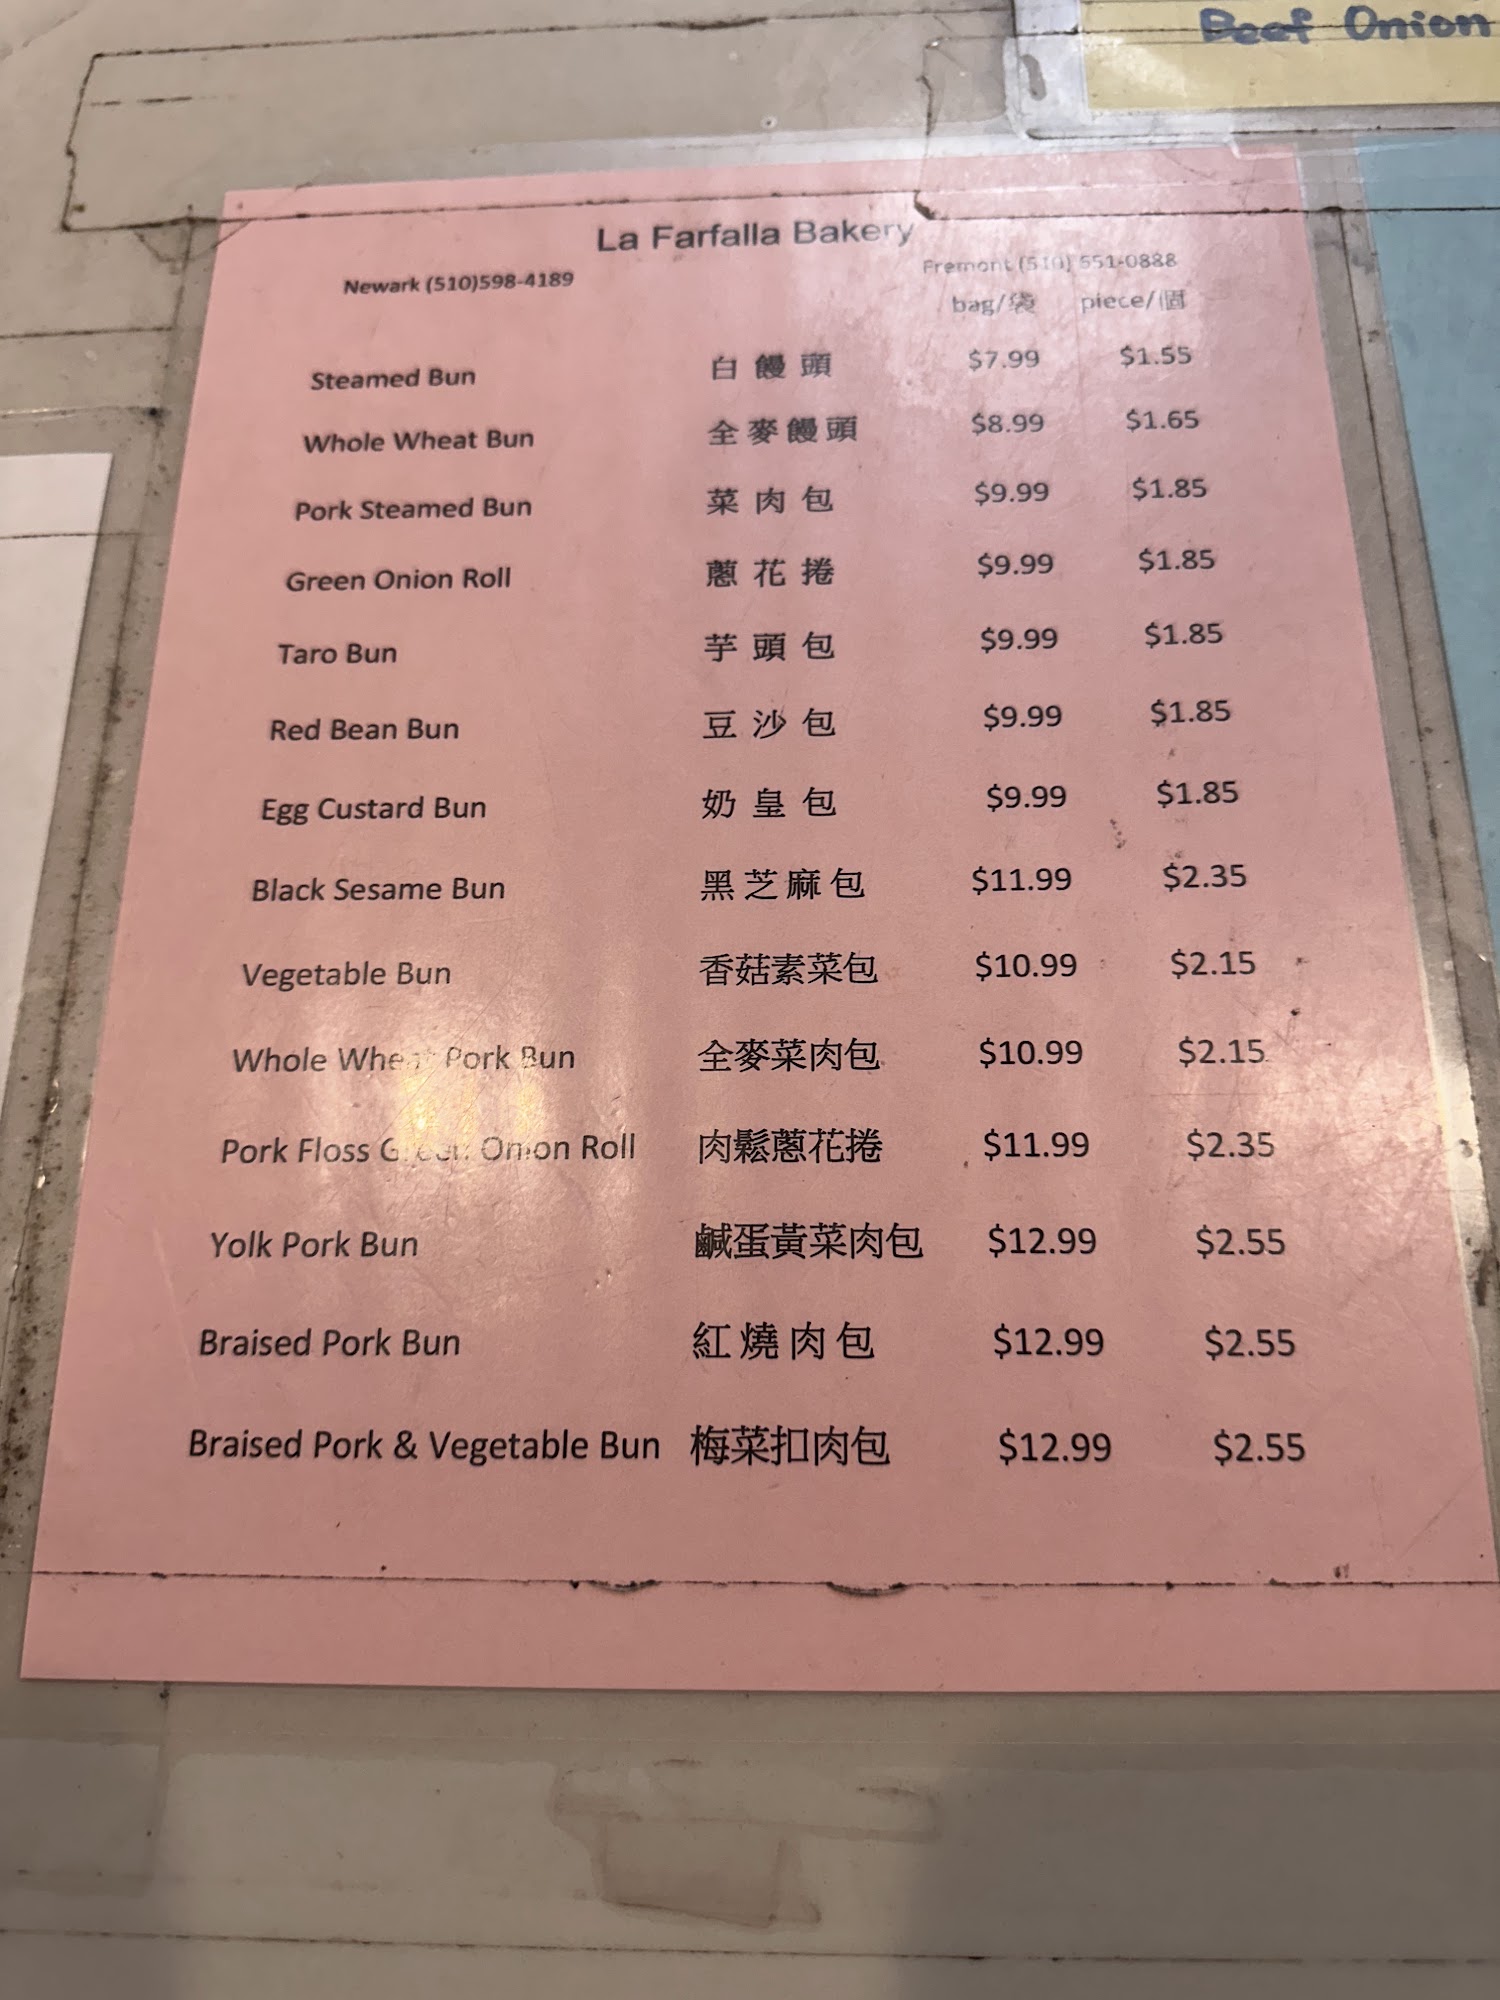 Beef Onion
La Farfalla Bakery
Newark (510)598-4189 Fremont (510) 651-0888
bag/袋 piece/個
Steamed Bun 白饅頭 $7.99 $1.55
Whole Wheat Bun 全麥饅頭 $8.99 $1.65
Pork Steamed Bun 菜肉包 $9.99 $1.85
Green Onion Roll 蔥花捲 $9.99 $1.85
Taro Bun 芋頭包 $9.99 $1.85
Red Bean Bun 豆沙包 $9.99 $1.85
Egg Custard Bun 奶皇包 $9.99 $1.85
Black Sesame Bun 黑芝麻包 $11.99 $2.35
Vegetable Bun 香菇素菜包 $10.99 $2.15
Whole Wheat Pork Bun 全麥菜肉包 $10.99 $2.15
Pork Floss Green Onion Roll 肉鬆蔥花捲 $11.99 $2.35
Yolk Pork Bun 鹹蛋黃菜肉包 $12.99 $2.55
Braised Pork Bun 紅燒肉包 $12.99 $2.55
Braised Pork & Vegetable Bun 梅菜扣肉包 $12.99 $2.55